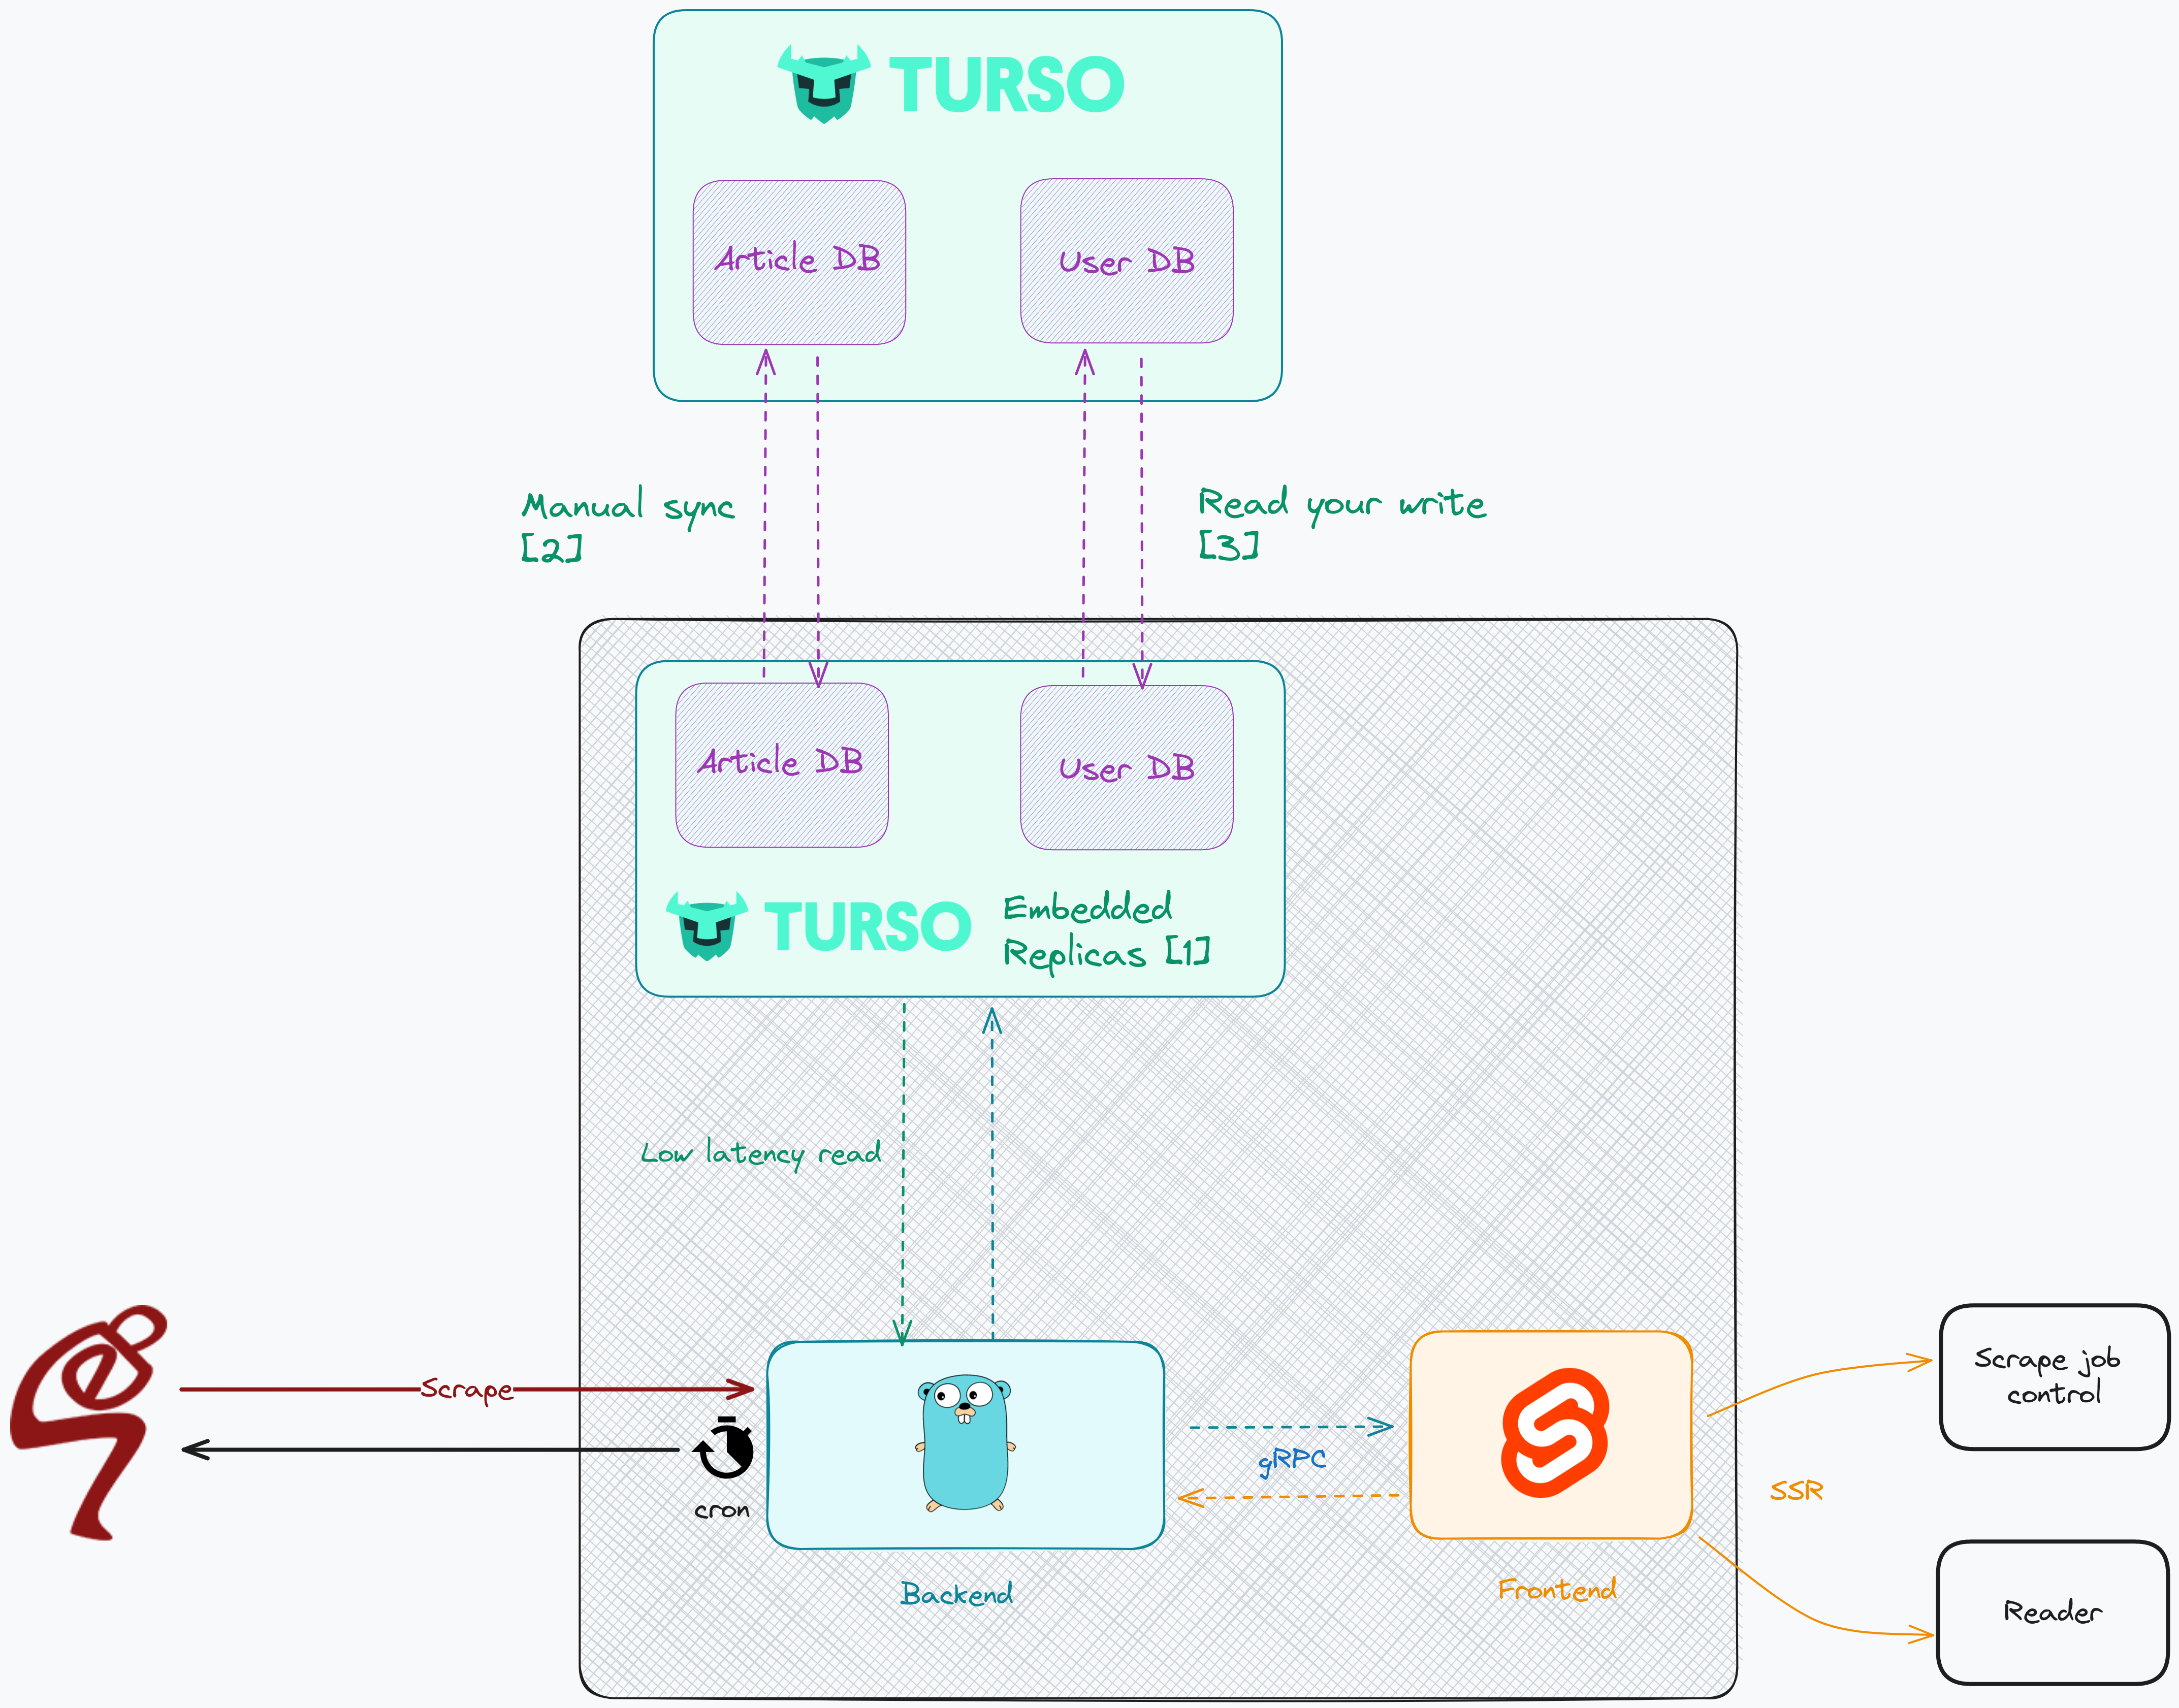 TURSO
Article DB
User DB
Manual sync
[2]
Read your write
[3]
Article DB
User DB
TURSO
Embedded
Replicas [1]
Low latency read
Scrape
cron
gRPC
Backend
Frontend
SSR
Scrape job
control
Reader